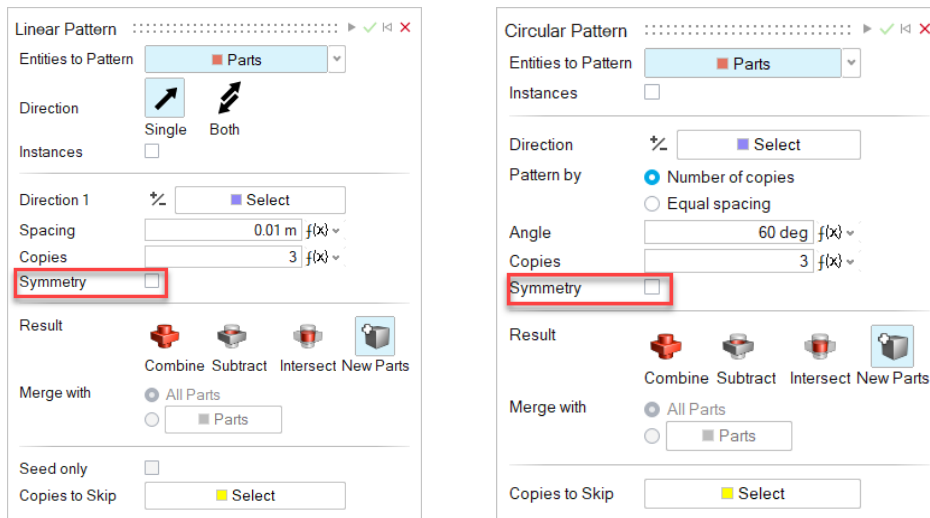 Linear Pattern
Entities to Pattern Parts
Direction
Single Both
Instances
Direction 1 +/- Select
Spacing 0.01 m f(x)
Copies 3 f(x)
Symmetry
Result
Combine Subtract Intersect New Parts
Merge with All Parts
Parts
Seed only
Copies to Skip Select
Circular Pattern
Entities to Pattern Parts
Instances
Direction +/- Select
Pattern by Number of copies
Equal spacing
Angle 60 deg f(x)
Copies 3 f(x)
Symmetry
Result
Combine Subtract Intersect New Parts
Merge with All Parts
Parts
Copies to Skip Select